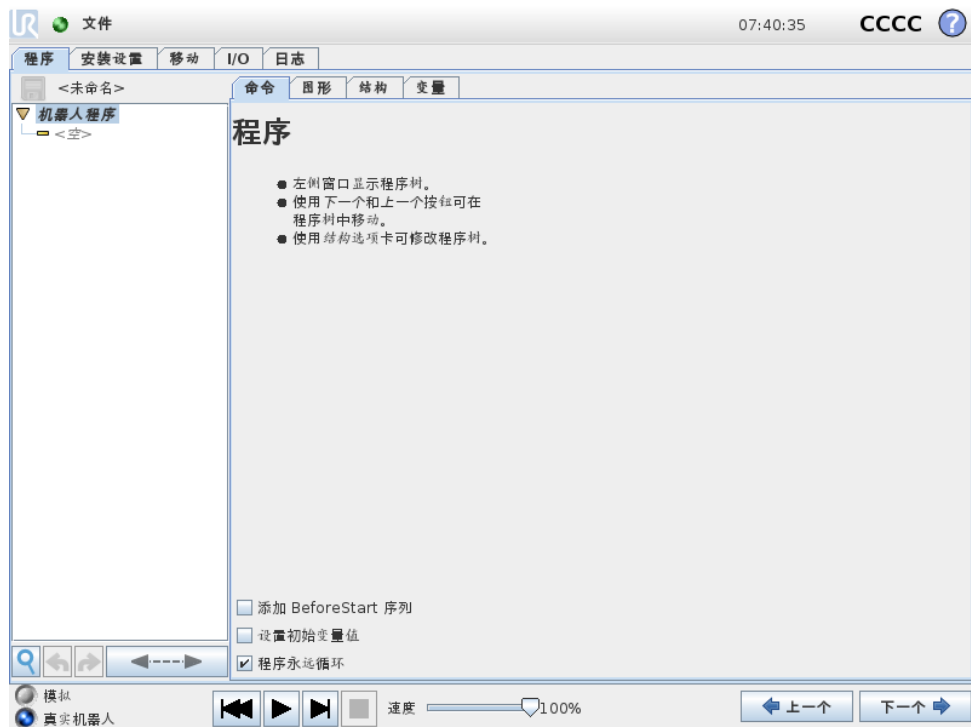 UR 文件 07:40:35 CCCC ?
程序 安装设置 移动 I/O 日志
<未命名> 命令 图形 结构 变量
机器人程序
<空>
程序
左侧窗口显示程序树。
使用下一个和上一个按钮可在
程序树中移动。
使用结构选项卡可修改程序树。
添加 BeforeStart 序列
设置初始变量值
程序永远循环
模拟
真实机器人
速度 100% 上一个 下一个